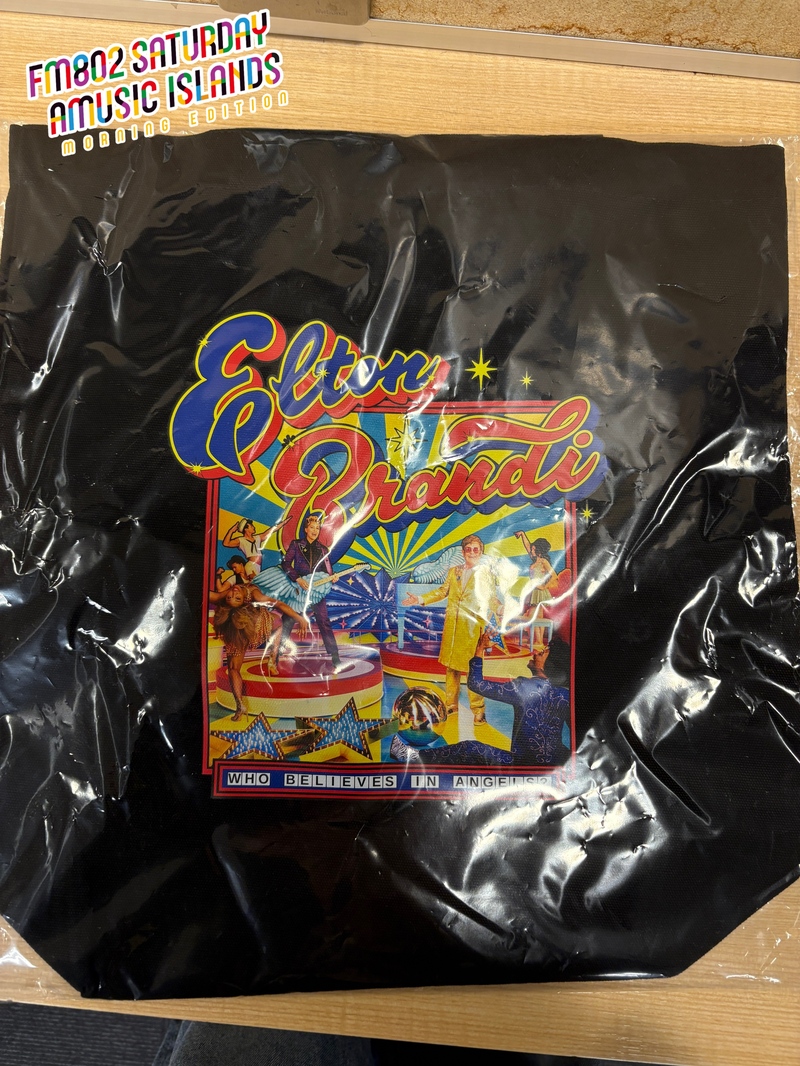 FM802 SATURDAY
AMUSIC ISLANDS
MORNING EDITION
Elton
Brandi
WHO BELIEVES IN ANGELS?